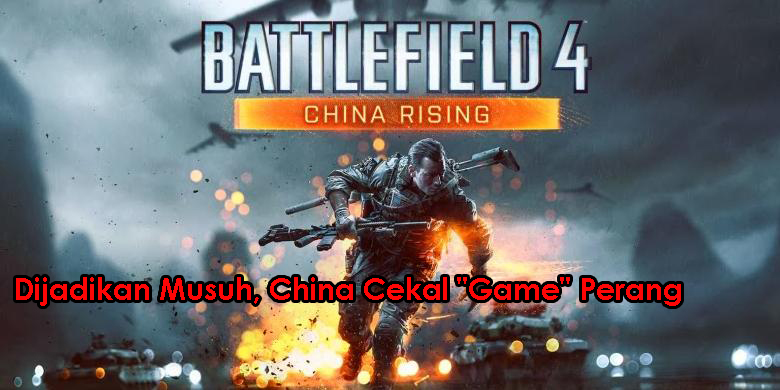 BATTLEFIELD 4
CHINA RISING
Dijadikan Musuh, China Cekal "Game" Perang